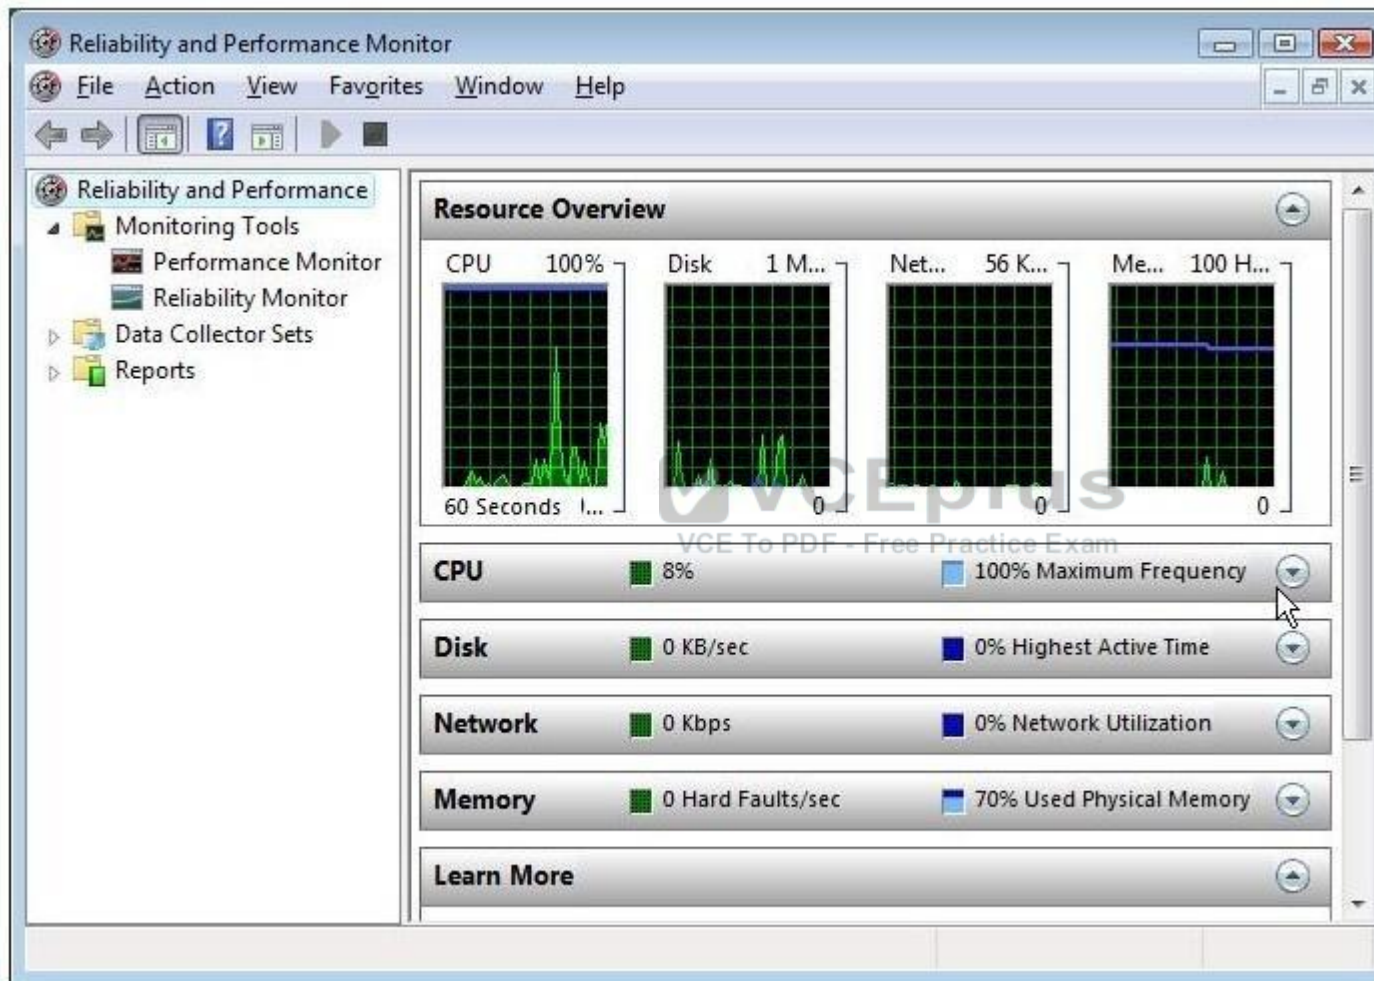 Reliability and Performance Monitor
File Action View Favorites Window Help
Reliability and Performance
Monitoring Tools
Performance Monitor
Reliability Monitor
Data Collector Sets
Reports
Resource Overview
CPU 100%
Disk 1 M...
Net... 56 K...
Me... 100 H...
60 Seconds
0
0
0
VCEplus
VCE To PDF - Free Practice Exam
CPU 8% 100% Maximum Frequency
Disk 0 KB/sec 0% Highest Active Time
Network 0 Kbps 0% Network Utilization
Memory 0 Hard Faults/sec 70% Used Physical Memory
Learn More